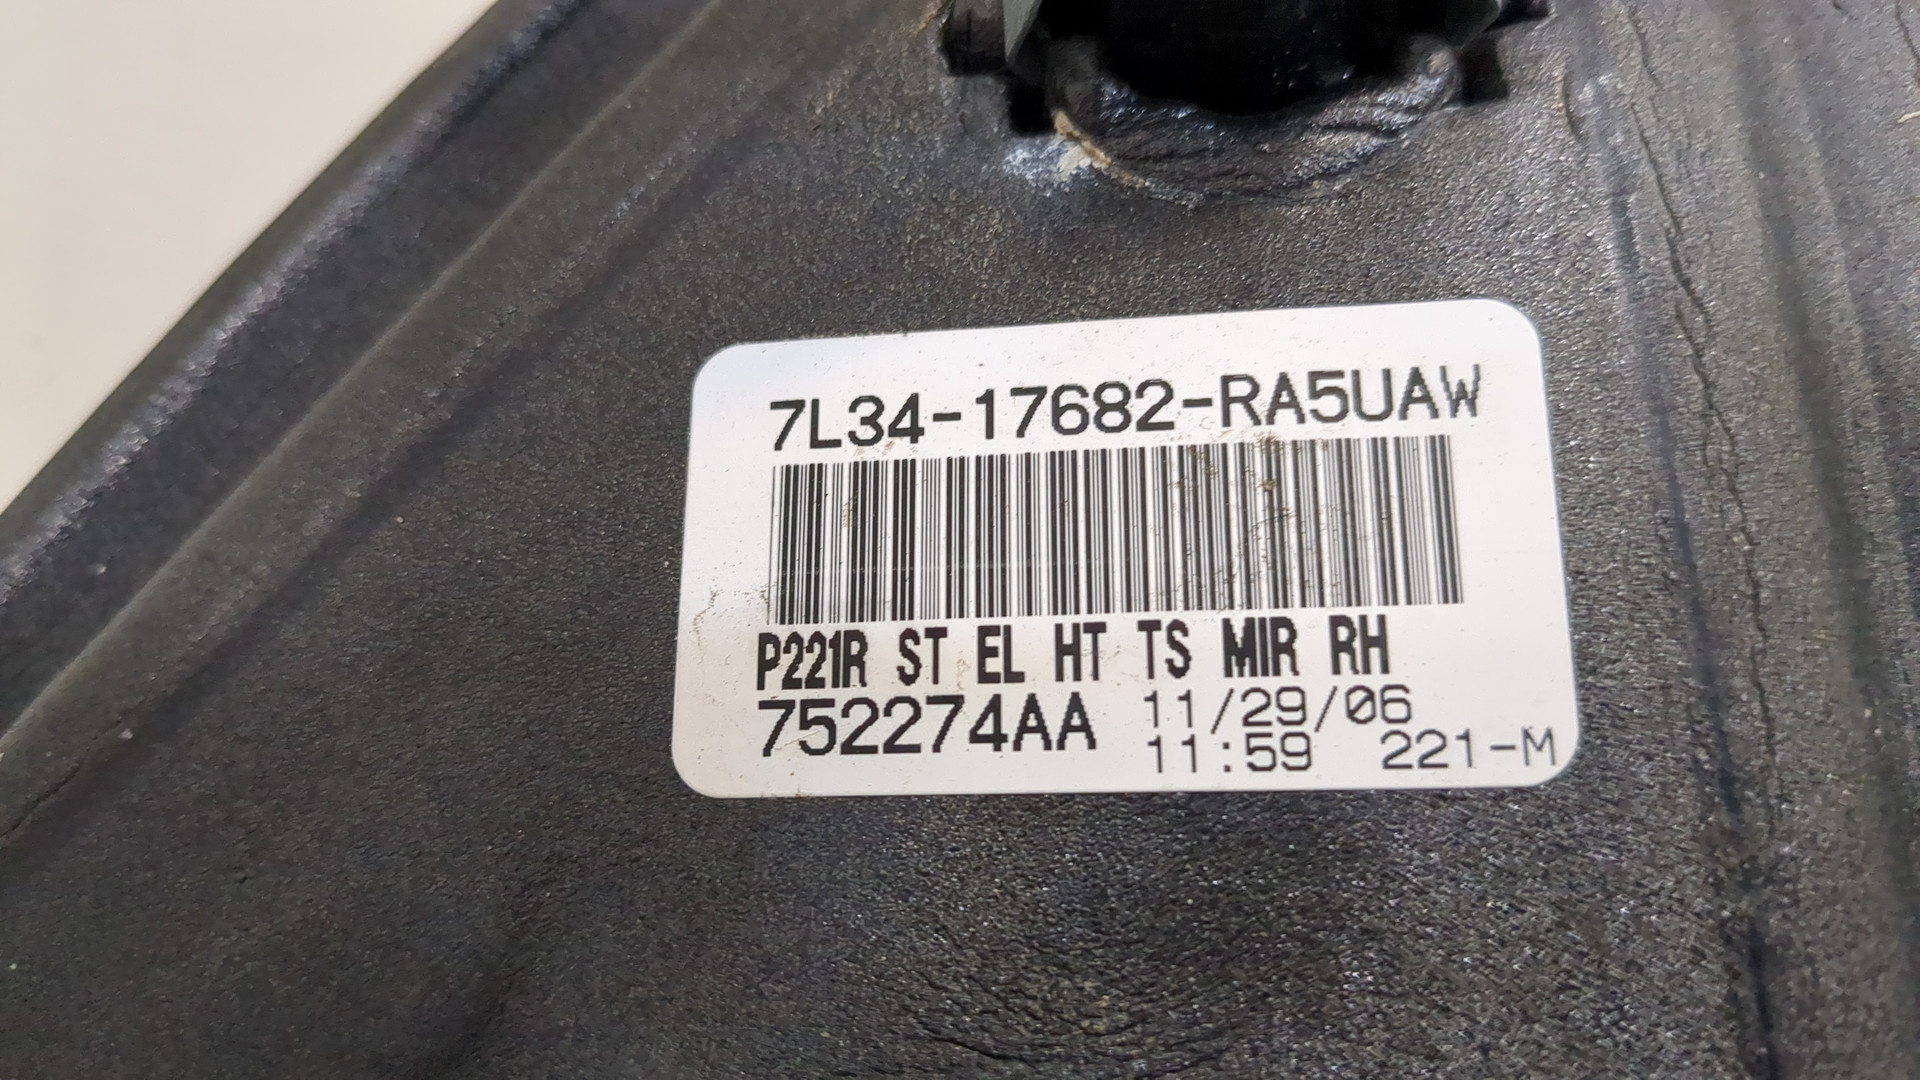 7L34-17682-RA5UAW
P221R ST EL HT TS MIR RH
752274AA 11/29/06
11:59 221-M